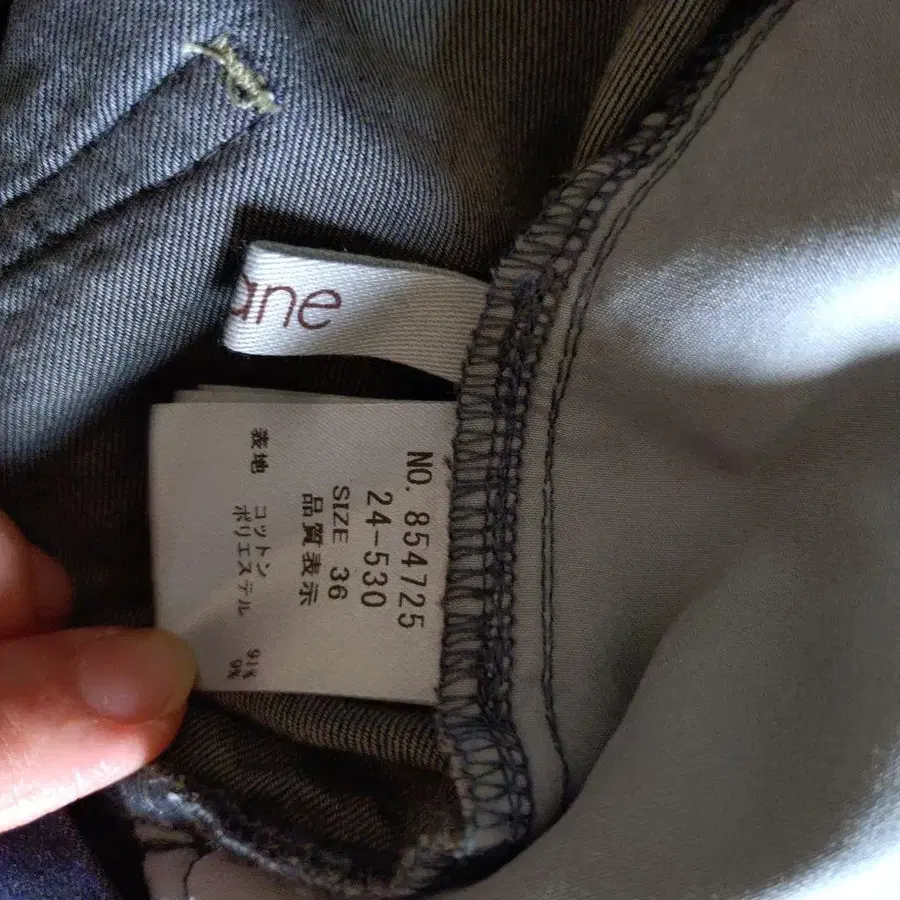 ane
NO. 854725
24-530
SIZE 36
品質表示
表地 コットン 91%
ポリエステル 9%